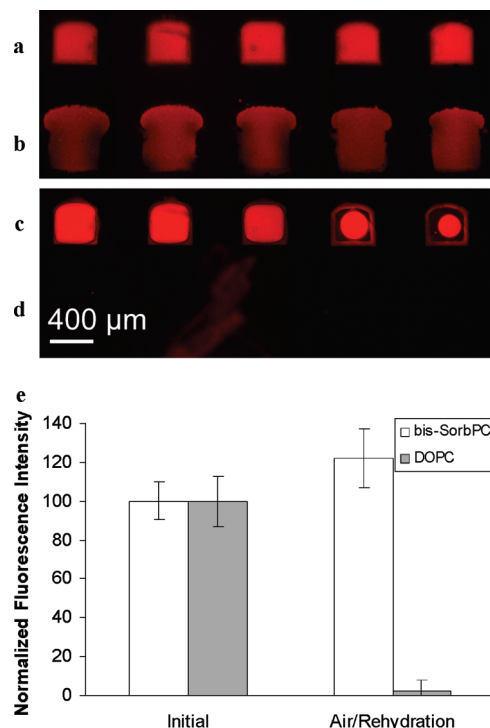 a
b
c
d
400 μm
e
Normalized Fluorescence Intensity
140
120
100
80
60
40
20
0
bis-SorbPC
DOPC
Initial
Air/Rehydration